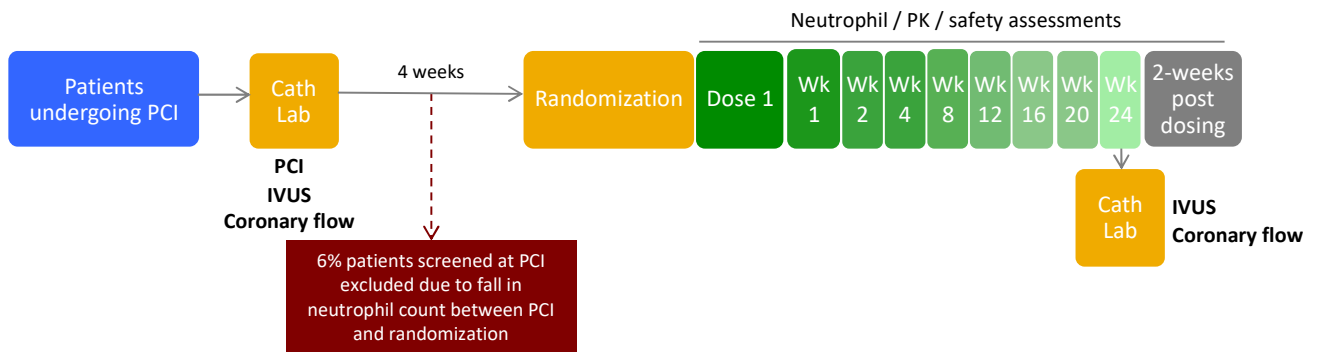 Neutrophil / PK / safety assessments
Patients
undergoing PCI
Cath
Lab
4 weeks
Randomization
Dose 1
Wk
1
Wk
2
Wk
4
Wk
8
Wk
12
Wk
16
Wk
20
Wk
24
2-weeks
post
dosing
PCI
IVUS
Coronary flow
Cath
Lab
IVUS
Coronary flow
6% patients screened at PCI
excluded due to fall in
neutrophil count between PCI
and randomization